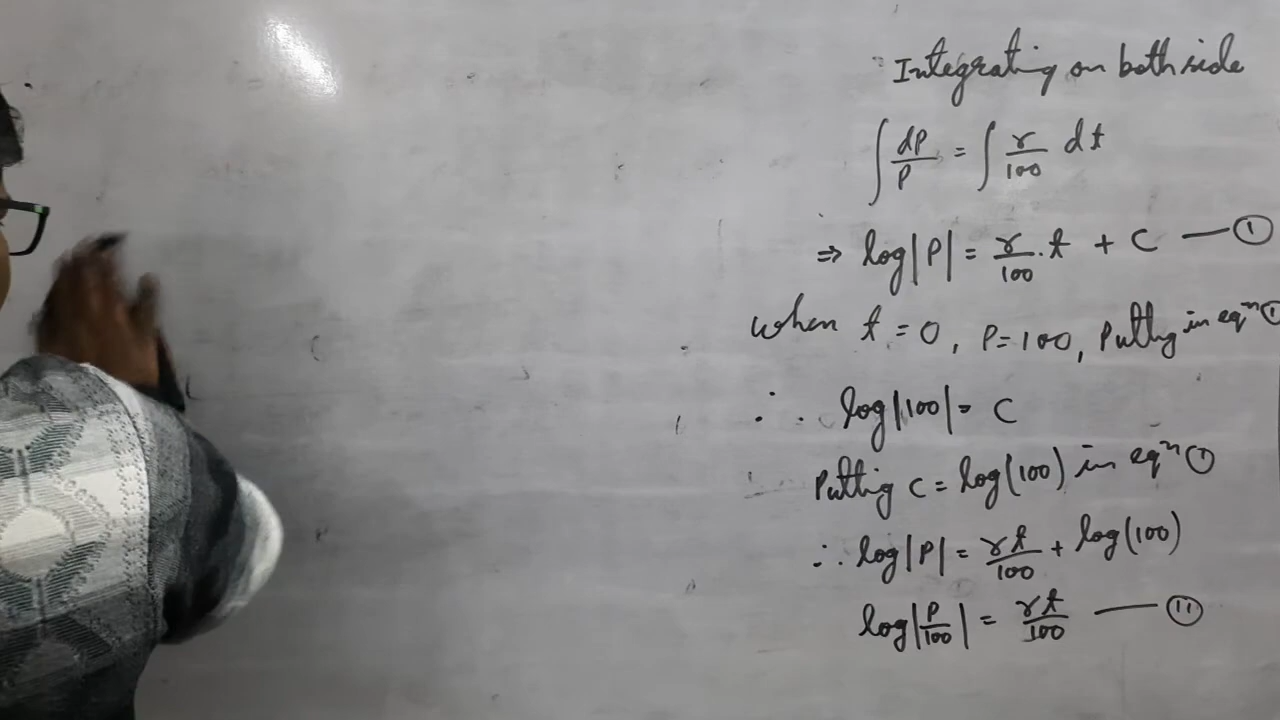 Integrating on both side
∫ dP/P = ∫ r/100 dt
⇒ log|P| = r/100 . t + C — (1)
when t = 0, P = 100, Putting in eqⁿ (1)
∴ log|100| = C
Putting C = log(100) in eqⁿ (1)
∴ log|P| = rt/100 + log(100)
log|P/100| = rt/100 — (11)